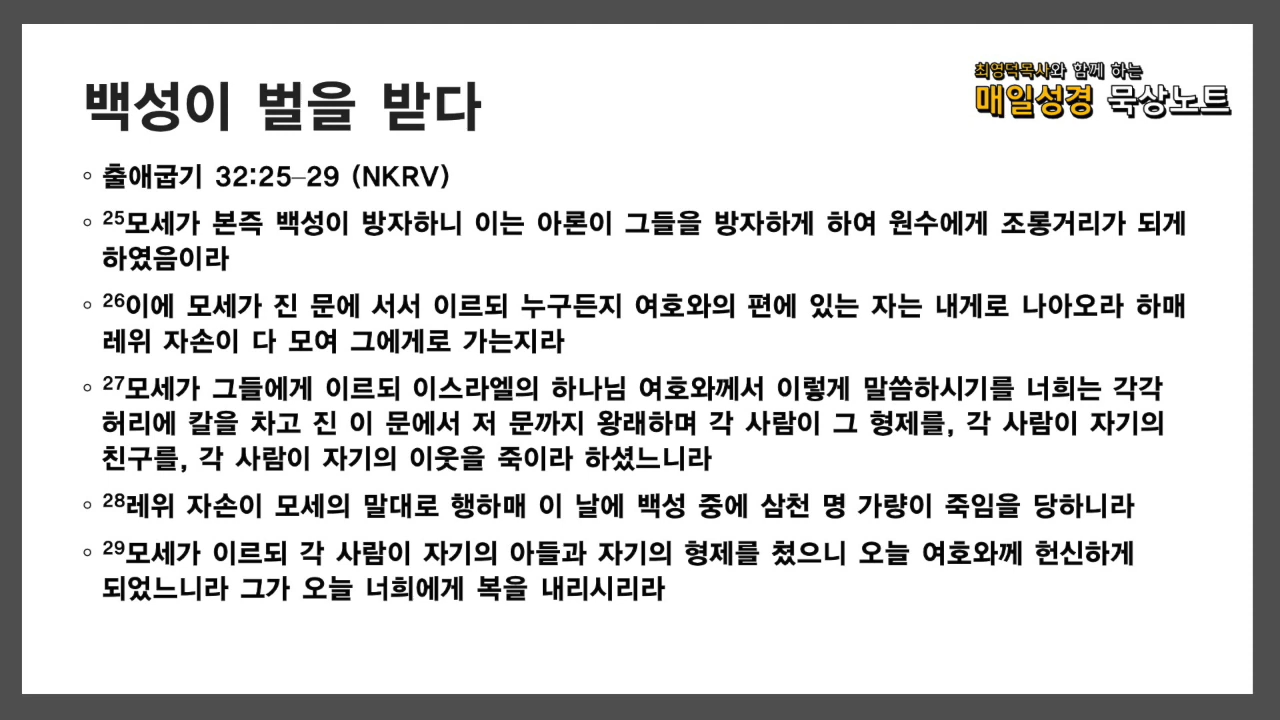 백성이 벌을 받다
최영덕목사와 함께 하는
매일성경 묵상노트
◦ 출애굽기 32:25–29 (NKRV)
◦ 25모세가 본즉 백성이 방자하니 이는 아론이 그들을 방자하게 하여 원수에게 조롱거리가 되게
하였음이라
◦ 26이에 모세가 진 문에 서서 이르되 누구든지 여호와의 편에 있는 자는 내게로 나아오라 하매
레위 자손이 다 모여 그에게로 가는지라
◦ 27모세가 그들에게 이르되 이스라엘의 하나님 여호와께서 이렇게 말씀하시기를 너희는 각각
허리에 칼을 차고 진 이 문에서 저 문까지 왕래하며 각 사람이 그 형제를, 각 사람이 자기의
친구를, 각 사람이 자기의 이웃을 죽이라 하셨느니라
◦ 28레위 자손이 모세의 말대로 행하매 이 날에 백성 중에 삼천 명 가량이 죽임을 당하니라
◦ 29모세가 이르되 각 사람이 자기의 아들과 자기의 형제를 쳤으니 오늘 여호와께 헌신하게
되었느니라 그가 오늘 너희에게 복을 내리시리라